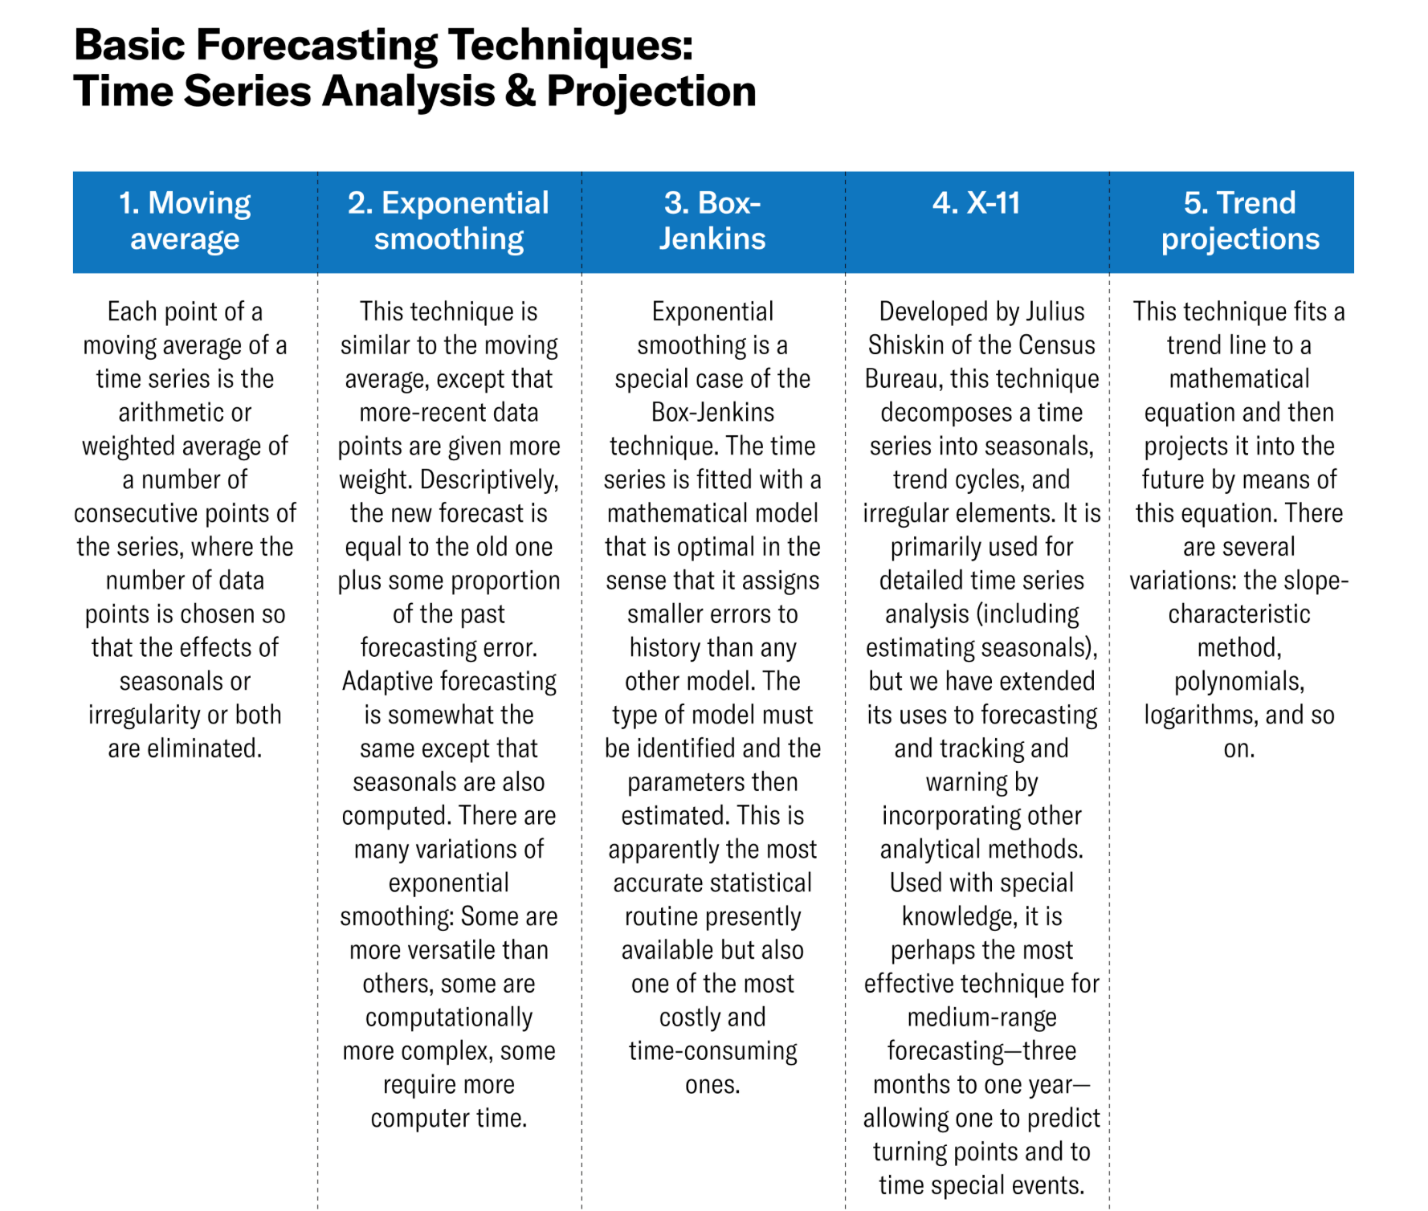 Basic Forecasting Techniques:
Time Series Analysis & Projection
1. Moving
average
Each point of a
moving average of a
time series is the
arithmetic or
weighted average of
a number of
consecutive points of
the series, where the
number of data
points is chosen so
that the effects of
seasonals or
irregularity or both
are eliminated.
2. Exponential
smoothing
This technique is
similar to the moving
average, except that
more-recent data
points are given more
weight. Descriptively,
the new forecast is
equal to the old one
plus some proportion
of the past
forecasting error.
Adaptive forecasting
is somewhat the
same except that
seasonals are also
computed. There are
many variations of
exponential
smoothing: Some are
more versatile than
others, some are
computationally
more complex, some
require more
computer time.
3. Box-
Jenkins
Exponential
smoothing is a
special case of the
Box-Jenkins
technique. The time
series is fitted with a
mathematical model
that is optimal in the
sense that it assigns
smaller errors to
history than any
other model. The
type of model must
be identified and the
parameters then
estimated. This is
apparently the most
accurate statistical
routine presently
available but also
one of the most
costly and
time-consuming
ones.
4. X-11
Developed by Julius
Shiskin of the Census
Bureau, this technique
decomposes a time
series into seasonals,
trend cycles, and
irregular elements. It is
primarily used for
detailed time series
analysis (including
estimating seasonals),
but we have extended
its uses to forecasting
and tracking and
warning by
incorporating other
analytical methods.
Used with special
knowledge, it is
perhaps the most
effective technique for
medium-range
forecasting—three
months to one year—
allowing one to predict
turning points and to
time special events.
5. Trend
projections
This technique fits a
trend line to a
mathematical
equation and then
projects it into the
future by means of
this equation. There
are several
variations: the slope-
characteristic
method,
polynomials,
logarithms, and so
on.